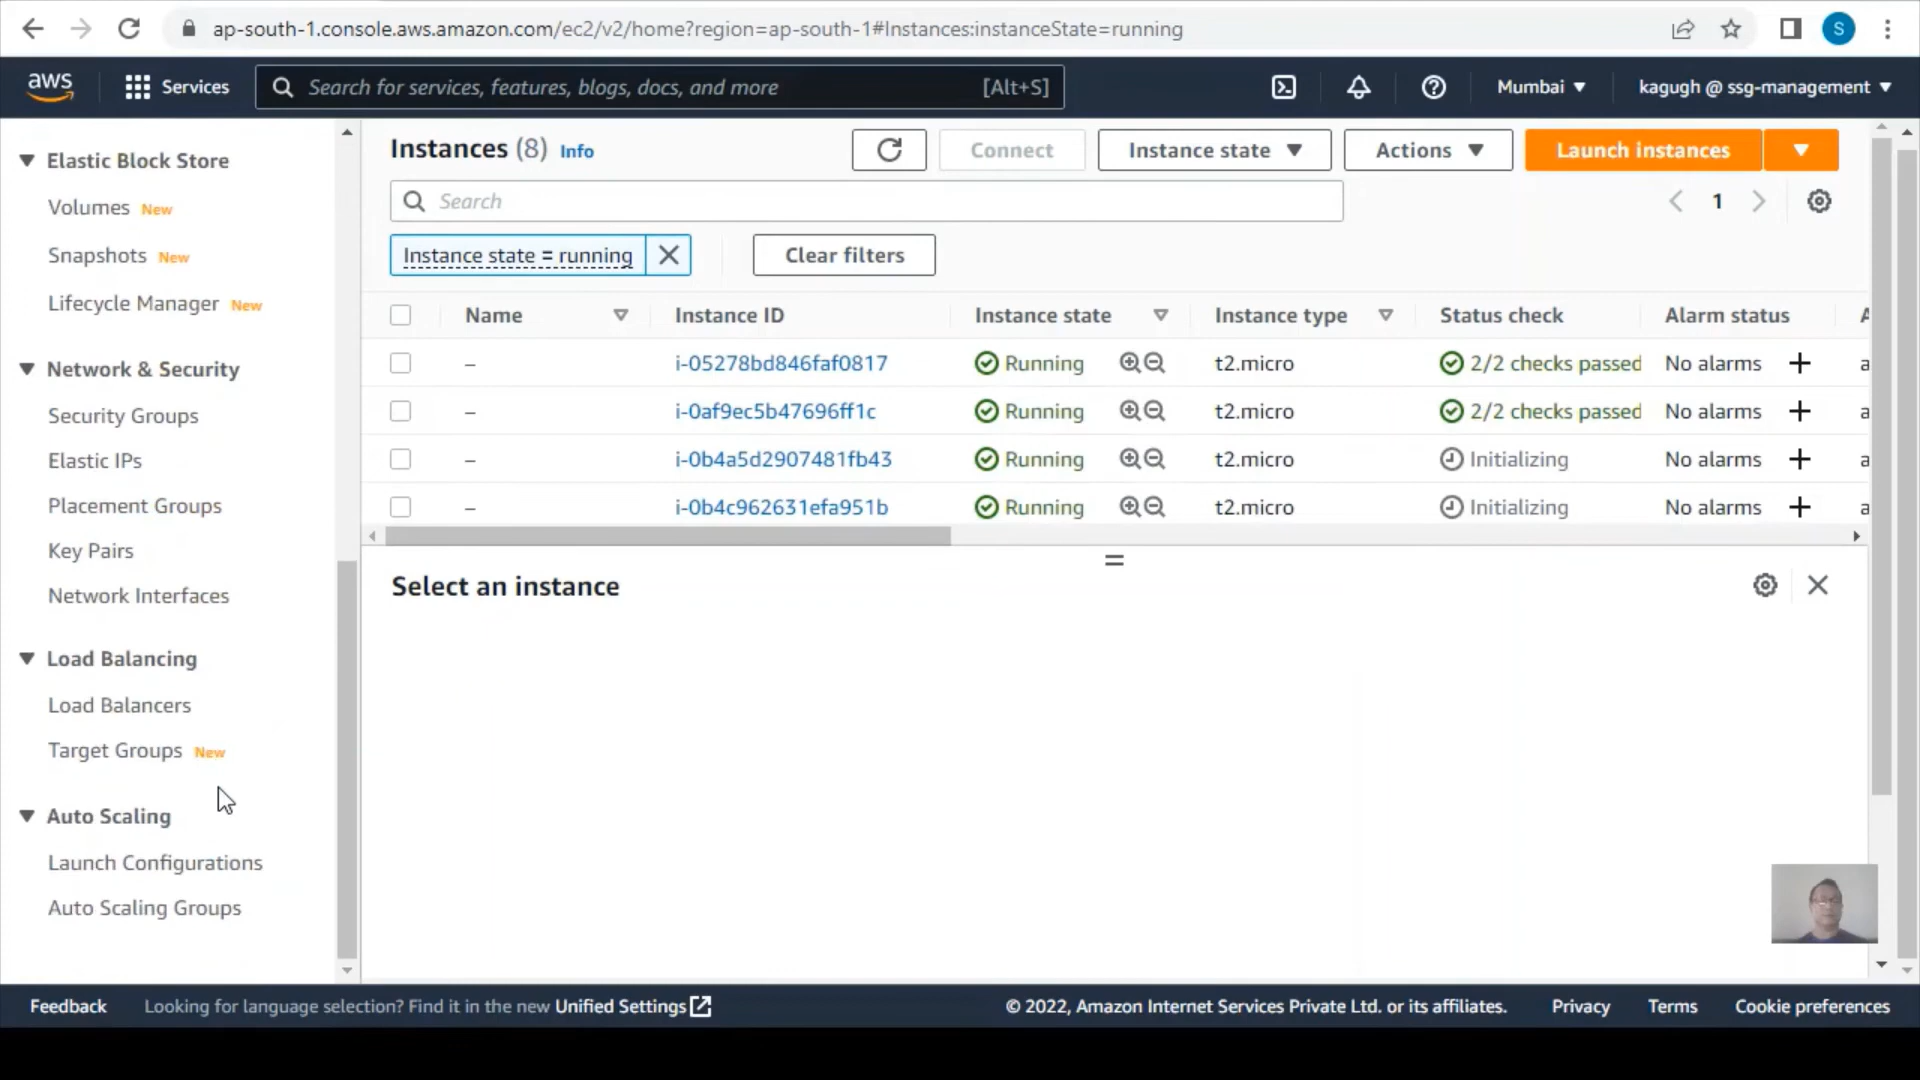 ap-south-1.console.aws.amazon.com/ec2/v2/home?region=ap-south-1#Instances:instanceState=running
S
aws
Services
Search for services, features, blogs, docs, and more
[Alt+S]
Mumbai
kagugh @ ssg-management
Elastic Block Store
Volumes New
Snapshots New
Lifecycle Manager New
Network & Security
Security Groups
Elastic IPs
Placement Groups
Key Pairs
Network Interfaces
Load Balancing
Load Balancers
Target Groups New
Auto Scaling
Launch Configurations
Auto Scaling Groups
Instances (8) Info
Connect
Instance state
Actions
Launch instances
Search
1
Instance state = running
Clear filters
Name Instance ID Instance state Instance type Status check Alarm status A
– i-05278bd846faf0817 Running t2.micro 2/2 checks passed No alarms + a
– i-0af9ec5b47696ff1c Running t2.micro 2/2 checks passed No alarms + a
– i-0b4a5d2907481fb43 Running t2.micro Initializing No alarms + a
– i-0b4c962631efa951b Running t2.micro Initializing No alarms + a
Select an instance
Feedback
Looking for language selection? Find it in the new Unified Settings
© 2022, Amazon Internet Services Private Ltd. or its affiliates.
Privacy
Terms
Cookie preferences